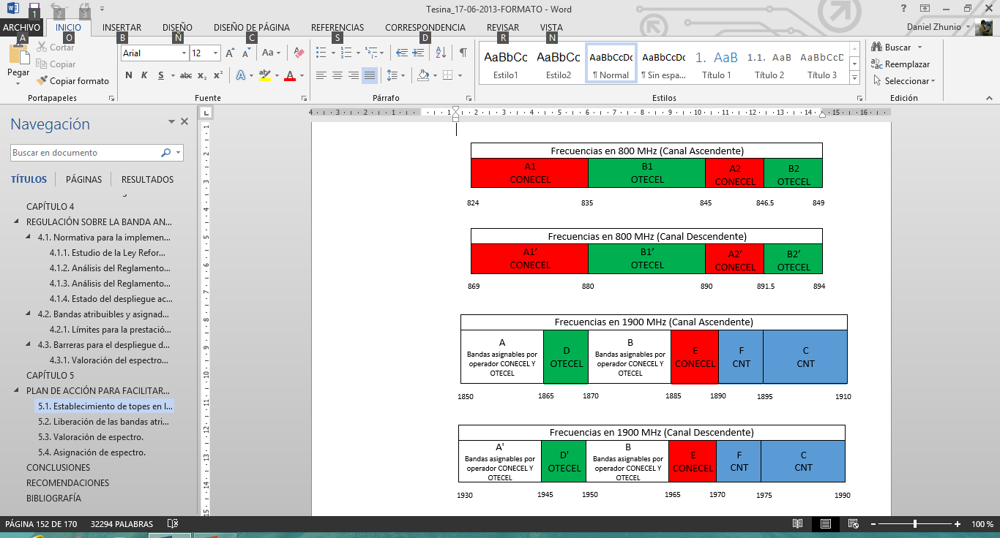 Tesina_17-06-2013-FORMATO - Word
1 2 3
ARCHIVO INICIO INSERTAR DISEÑO DISEÑO DE PÁGINA REFERENCIAS CORRESPONDENCIA REVISAR VISTA Daniel Zhunio
A O B Ñ C S D R N
Pegar
Cortar
Copiar
Copiar formato
Portapapeles
Arial 12
N K S abc x₂ x²
Fuente
Párrafo
AaBbCc AaBbCc AaBbCcDc AaBbCcDc 1. AaB 1.1. AaB AaBbCcD
Estilo1 Estilo2 ¶ Normal ¶ Sin espa... Título 1 Título 2 Título 3
Estilos
Buscar
Reemplazar
Seleccionar
Edición
Navegación
Buscar en documento
TÍTULOS PÁGINAS RESULTADOS
CAPÍTULO 4
REGULACIÓN SOBRE LA BANDA AN...
4.1. Normativa para la implemen...
4.1.1. Estudio de la Ley Refor...
4.1.2. Análisis del Reglamento...
4.1.3. Análisis del Reglamento...
4.1.4. Estado del despliegue ac...
4.2. Bandas atribuibles y asignad...
4.2.1. Límites para la prestació...
4.3. Barreras para el despliegue d...
4.3.1. Valoración del espectro...
CAPÍTULO 5
PLAN DE ACCIÓN PARA FACILITAR...
5.1. Establecimiento de topes en l...
5.2. Liberación de las bandas atri...
5.3. Valoración de espectro.
5.4. Asignación de espectro.
CONCLUSIONES
RECOMENDACIONES
BIBLIOGRAFÍA
4 3 2 1 1 2 3 4 5 6 7 8 9 10 11 12 13 14 15 16
Frecuencias en 800 MHz (Canal Ascendente)
A1 B1 A2 B2
CONECEL OTECEL CONECEL OTECEL
824 835 845 846.5 849
Frecuencias en 800 MHz (Canal Descendente)
A1’ B1’ A2’ B2’
CONECEL OTECEL CONECEL OTECEL
869 880 890 891.5 894
Frecuencias en 1900 MHz (Canal Ascendente)
A
Bandas asignables por
operador CONECEL Y
OTECEL
D
OTECEL
B
Bandas asignables por
operador CONECEL Y
OTECEL
E
CONECEL
F
CNT
C
CNT
1850 1865 1870 1885 1890 1895 1910
Frecuencias en 1900 MHz (Canal Descendente)
A'
Bandas asignables por
operador CONECEL Y
OTECEL
D'
OTECEL
B
Bandas asignables por
operador CONECEL Y
OTECEL
E
CONECEL
F
CNT
C
CNT
1930 1945 1950 1965 1970 1975 1990
PÁGINA 152 DE 170 32294 PALABRAS 100 %